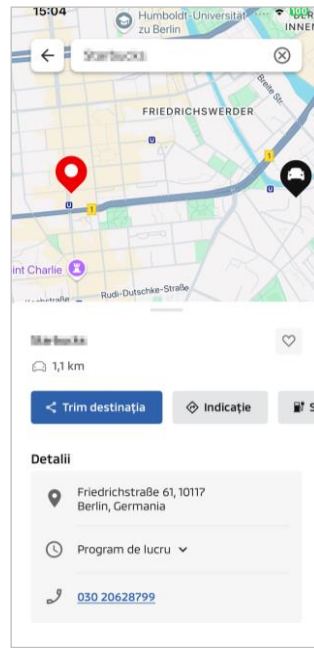 15:04
Humboldt-Universität
zu Berlin
100
INNEN
Breite Str.
FRIEDRICHSWERDER
U
1
U
U
1
int Charlie
Rudi-Dutschke-Straße
1,1 km
Trim destinația
Indicație
S
Detalii
Friedrichstraße 61, 10117
Berlin, Germania
Program de lucru
030 20628799